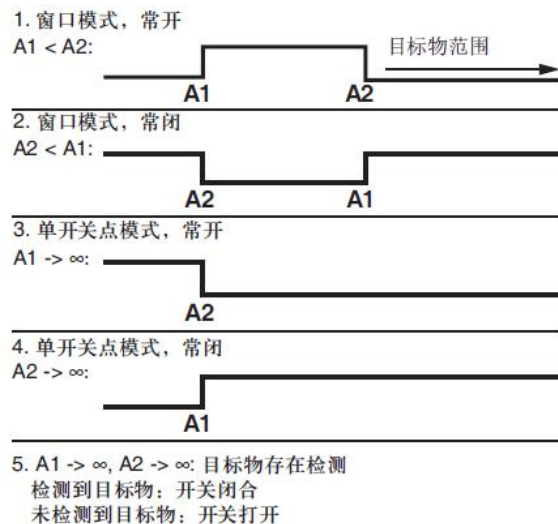 1. 窗口模式，常开
A1 < A2:
目标物范围
A1 A2
2. 窗口模式，常闭
A2 < A1:
A2 A1
3. 单开关点模式，常开
A1 -> ∞:
A2
4. 单开关点模式，常闭
A2 -> ∞:
A1
5. A1 -> ∞, A2 -> ∞: 目标物存在检测
检测到目标物：开关闭合
未检测到目标物：开关打开